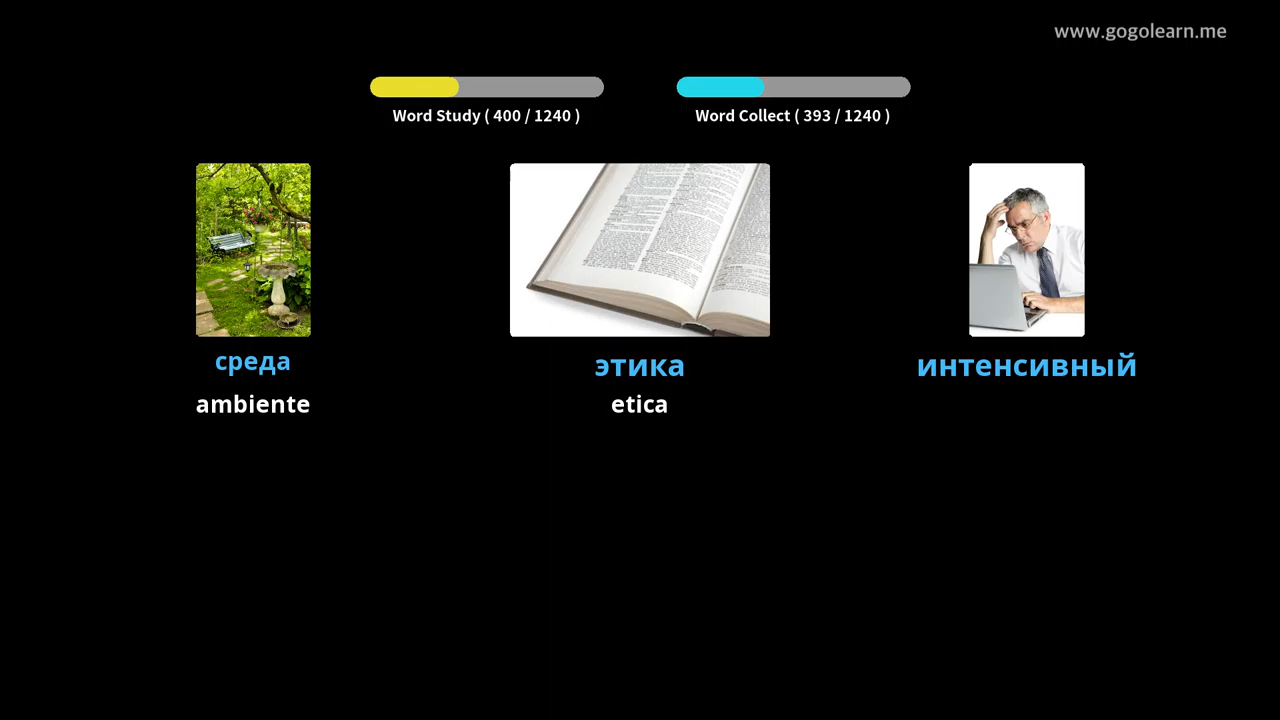 www.gogolearn.me
Word Study ( 400 / 1240 )
Word Collect ( 393 / 1240 )
среда
этика
интенсивный
ambiente
etica